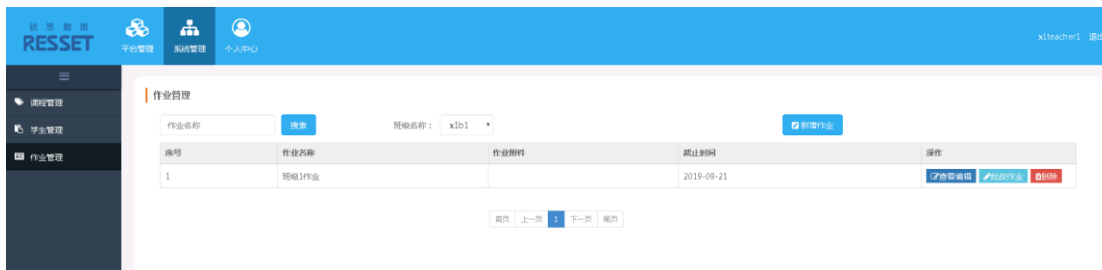 锐思数据
RESSET
平台管理
系统管理
个人中心
x1teacher1 退出
课程管理
学生管理
作业管理
作业管理
作业名称
搜索
班级名称: x1b1
新增作业
序号 作业名称 作业附件 截止时间 操作
1 班级1作业 2019-09-21 查看编辑 批改作业 删除
首页 上一页 1 下一页 尾页